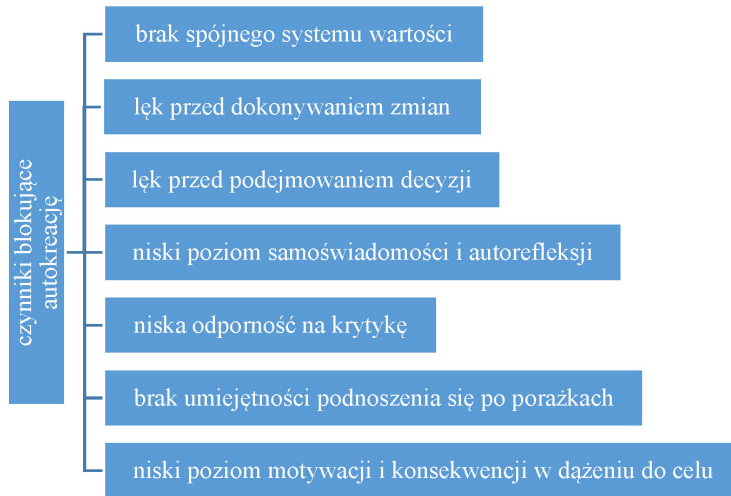 czynniki blokujące
autokreację
brak spójnego systemu wartości
lęk przed dokonywaniem zmian
lęk przed podejmowaniem decyzji
niski poziom samoświadomości i autorefleksji
niska odporność na krytykę
brak umiejętności podnoszenia się po porażkach
niski poziom motywacji i konsekwencji w dążeniu do celu